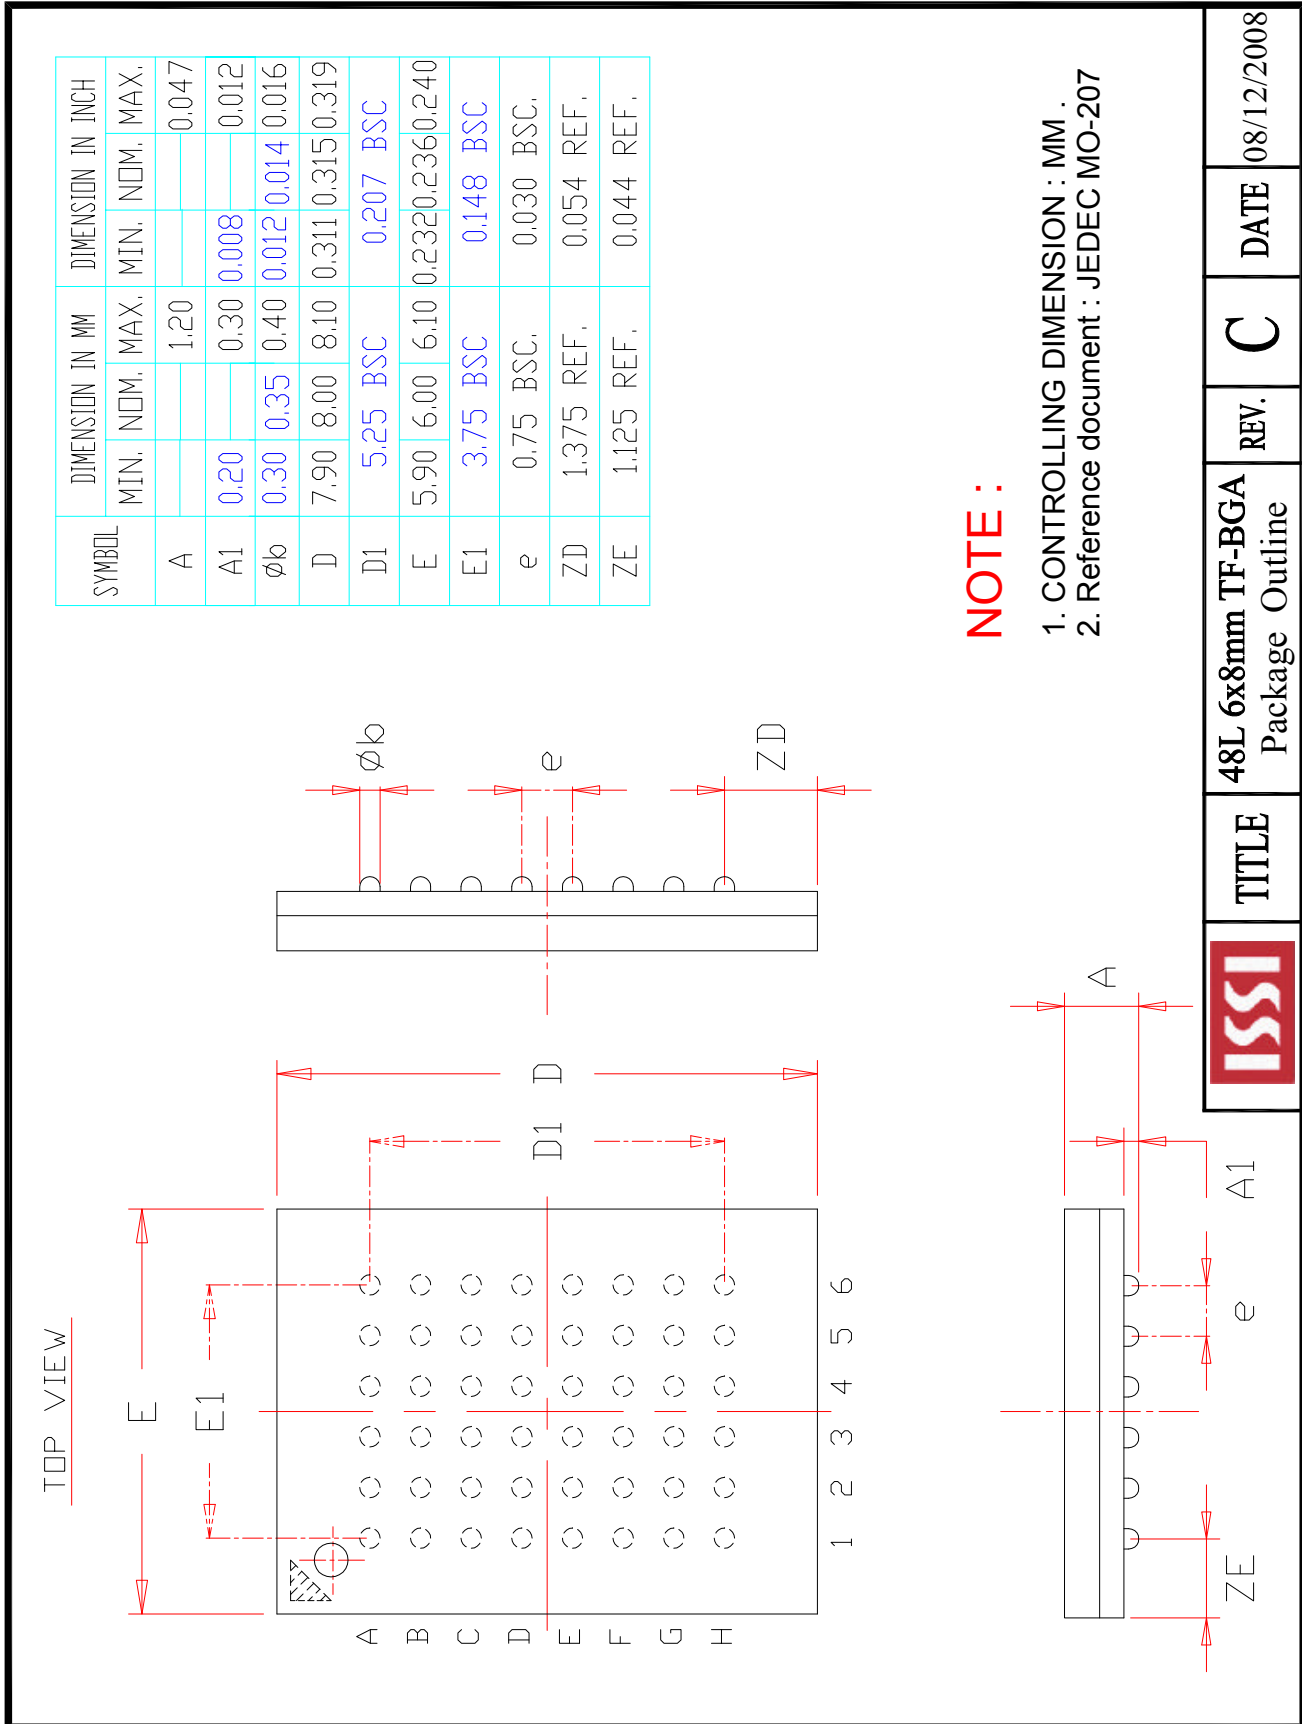 TOP VIEW
E
E1
A
B
C
D
E
F
G
H
1 2 3 4 5 6
D1
D
Øb
e
ZD
ZE
e
A1
A
SYMBOL DIMENSION IN MM DIMENSION IN INCH
MIN. NOM. MAX. MIN. NOM. MAX.
A 1.20 0.047
A1 0.20 0.30 0.008 0.012
Øb 0.30 0.35 0.40 0.012 0.014 0.016
D 7.90 8.00 8.10 0.311 0.315 0.319
D1 5.25 BSC 0.207 BSC
E 5.90 6.00 6.10 0.232 0.236 0.240
E1 3.75 BSC 0.148 BSC
e 0.75 BSC. 0.030 BSC.
ZD 1.375 REF. 0.054 REF.
ZE 1.125 REF. 0.044 REF.
NOTE :
1. CONTROLLING DIMENSION : MM .
2. Reference document : JEDEC MO-207
ISSI
TITLE
48L 6x8mm TF-BGA
Package Outline
REV.
C
DATE
08/12/2008